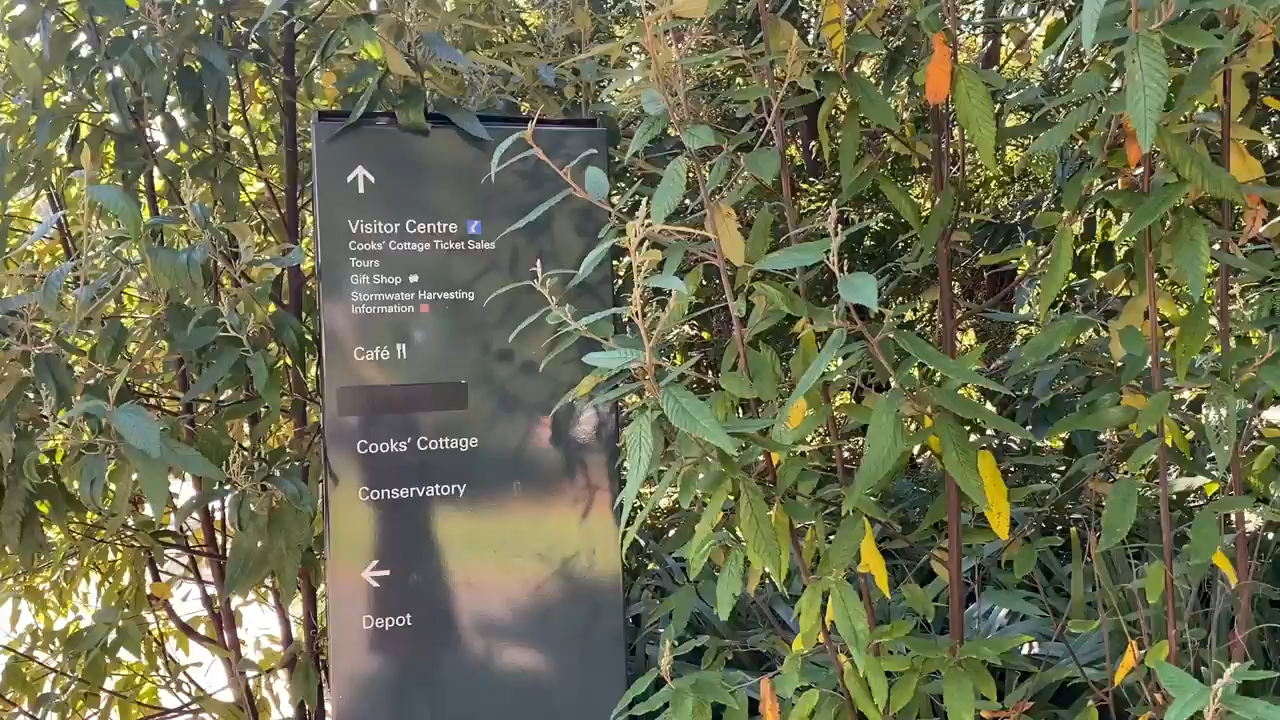 Visitor Centre
Cooks' Cottage Ticket Sales
Tours
Gift Shop
Stormwater Harvesting
Information
Café
Cooks' Cottage
Conservatory
Depot